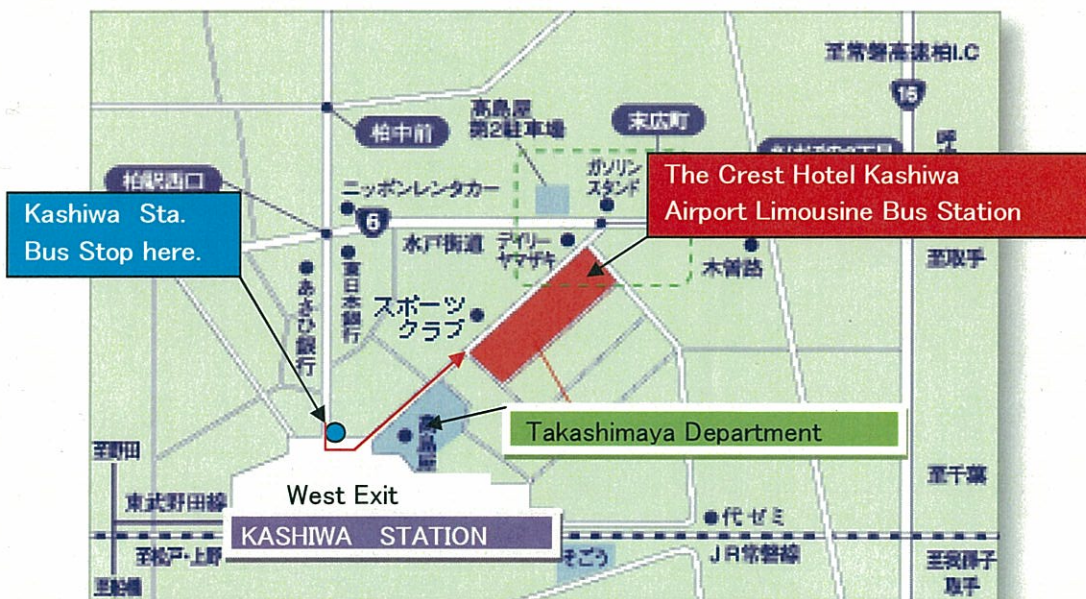 至常磐高速柏I.C
16
髙島屋
第2駐車場
末広町
柏中前
ガソリン
スタンド
柏駅西口
ニッポンレンタカー
The Crest Hotel Kashiwa
Airport Limousine Bus Station
Kashiwa Sta.
Bus Stop here.
6
水戸街道
デイリー
ヤマザキ
木曽路
至取手
あさひ銀行
東日本銀行
スポーツ
クラブ
髙島屋
Takashimaya Department
至野田
至千葉
東武野田線
West Exit
代ゼミ
KASHIWA STATION
至松戸・上野
そごう
JR常磐線
至我孫子
取手
至船橋